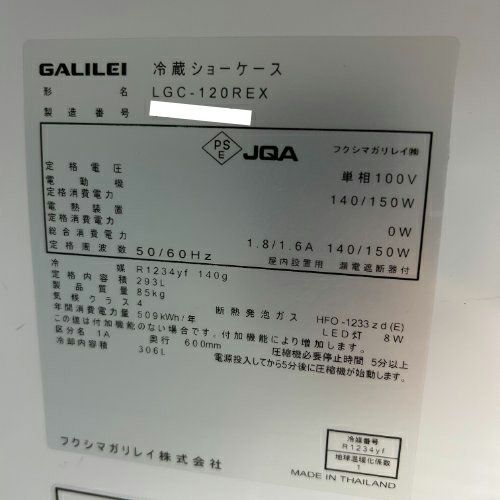 GALILEI 冷蔵ショーケース
形名 LGC-120REX
製造番号
PS E JQA フクシマガリレイ㈱
定格電圧 単相100V
電動機定格消費電力 140/150W
電熱装置定格消費電力 0W
総合消費電力 1.8/1.6A 140/150W
定格周波数 50/60Hz 屋内設置用 漏電遮断器付
冷媒 R1234yf 140g
定格内容積 293L
製品質量 85kg 断熱発泡ガス HFO-1233zd(E)
気候クラス 4 LED灯 8W
年間消費電力量 509kWh/年
この値は付加機能のない場合です。付加機能により増加します。
区分名 1A 奥行 600mm 圧縮機必要停止時間 5分以上
冷却内容積 306L 電源投入してから5分後に圧縮機が始動します。
フクシマガリレイ株式会社
冷媒番号
R1234yf
地球温暖化係数
1
MADE IN THAILAND